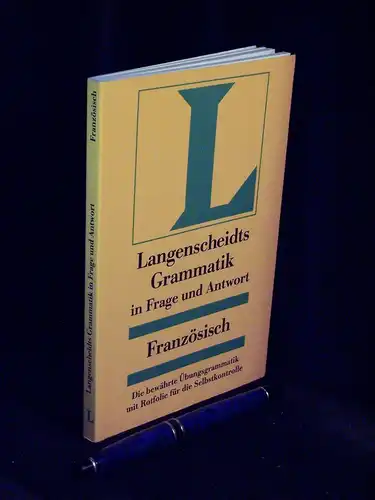 L
Langenscheidts
Grammatik
in Frage und Antwort
Französisch
Die bewährte Übungsgrammatik
mit Rotfolie für die Selbstkontrolle
Französisch
Langenscheidts Grammatik in Frage und Antwort
L